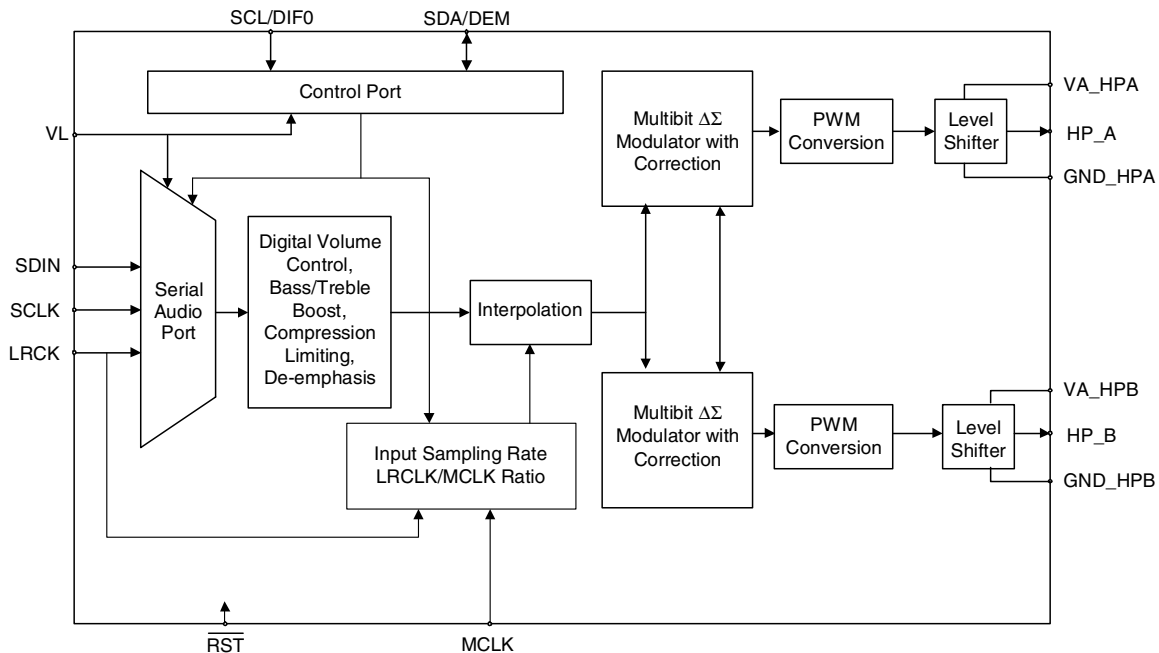 SCL/DIF0
SDA/DEM
Control Port
VL
SDIN
SCLK
LRCK
Serial
Audio
Port
Digital Volume
Control,
Bass/Treble
Boost,
Compression
Limiting,
De-emphasis
Interpolation
Input Sampling Rate
LRCLK/MCLK Ratio
Multibit ΔΣ
Modulator with
Correction
PWM
Conversion
Level
Shifter
VA_HPA
HP_A
GND_HPA
Multibit ΔΣ
Modulator with
Correction
PWM
Conversion
Level
Shifter
VA_HPB
HP_B
GND_HPB
RST
MCLK